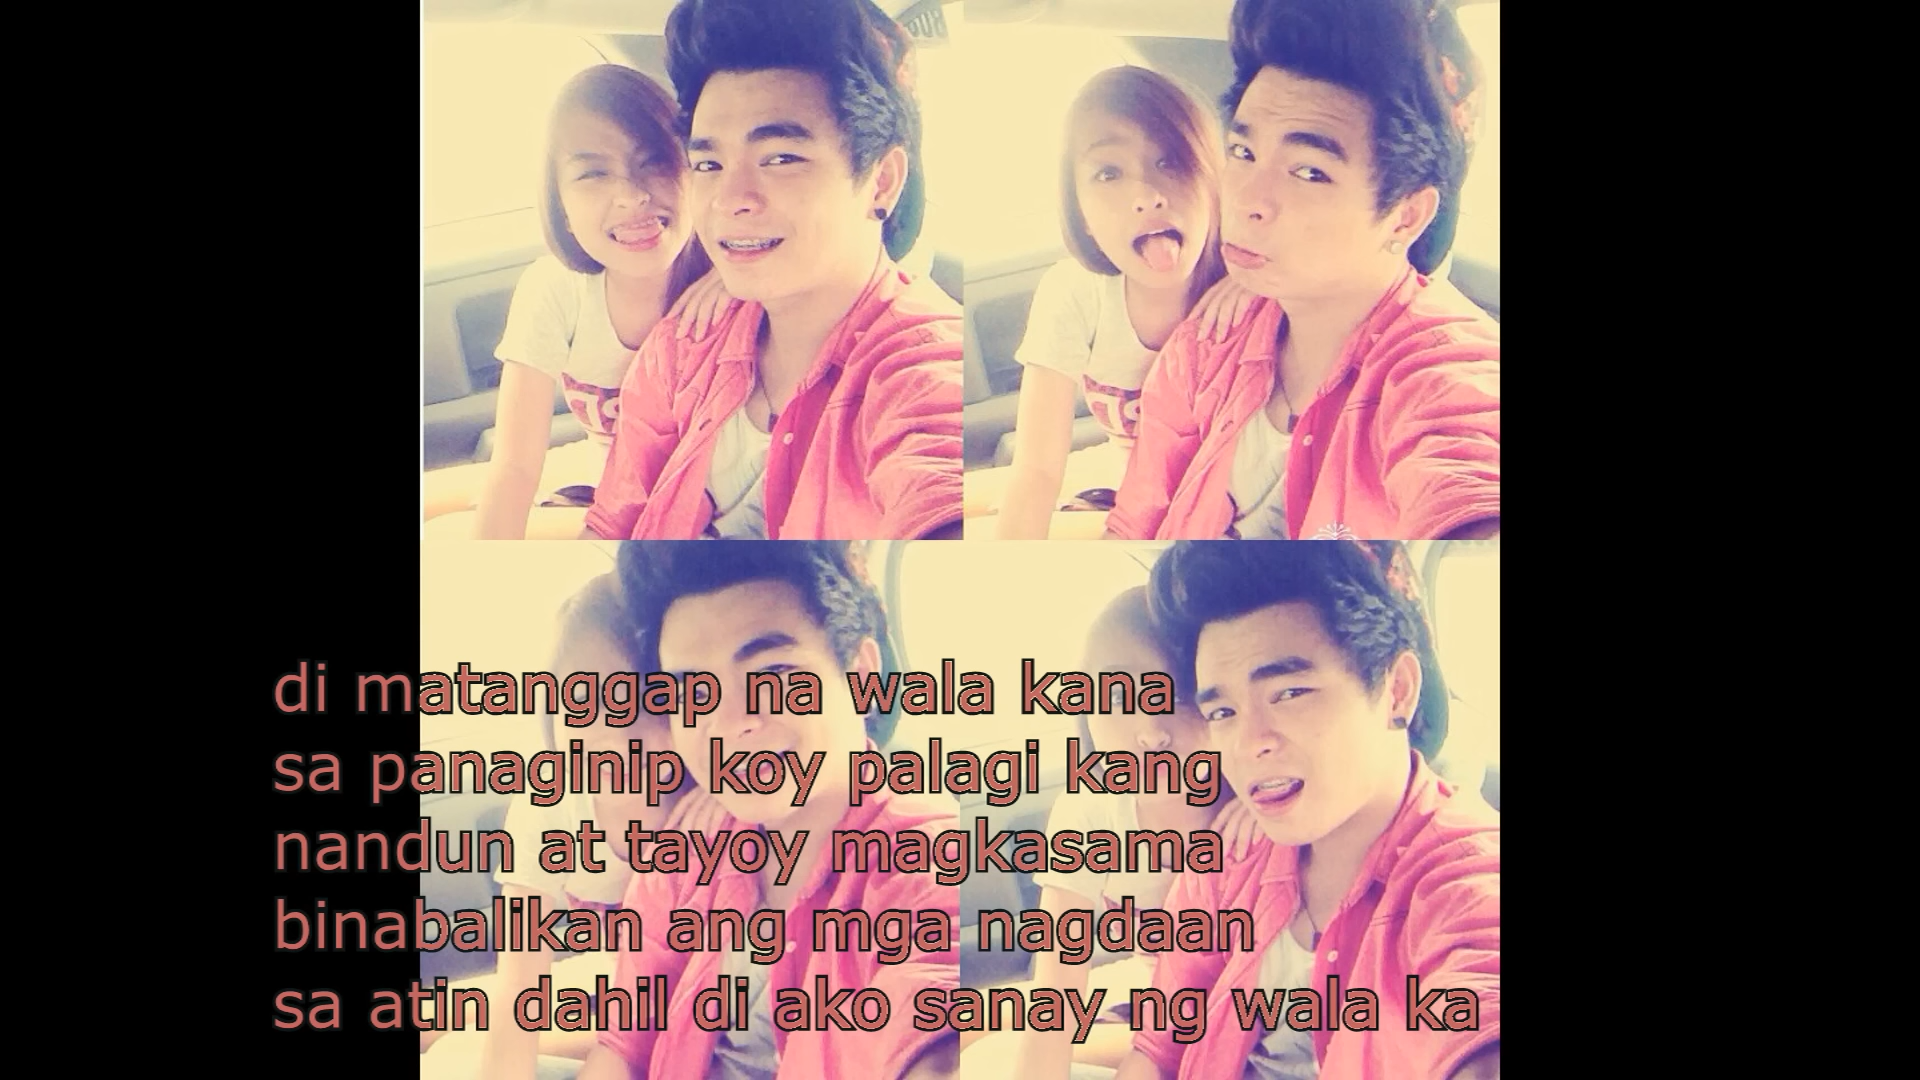 di matanggap na wala kana
sa panaginip koy palagi kang
nandun at tayoy magkasama
binabalikan ang mga nagdaan
sa atin dahil di ako sanay ng wala ka